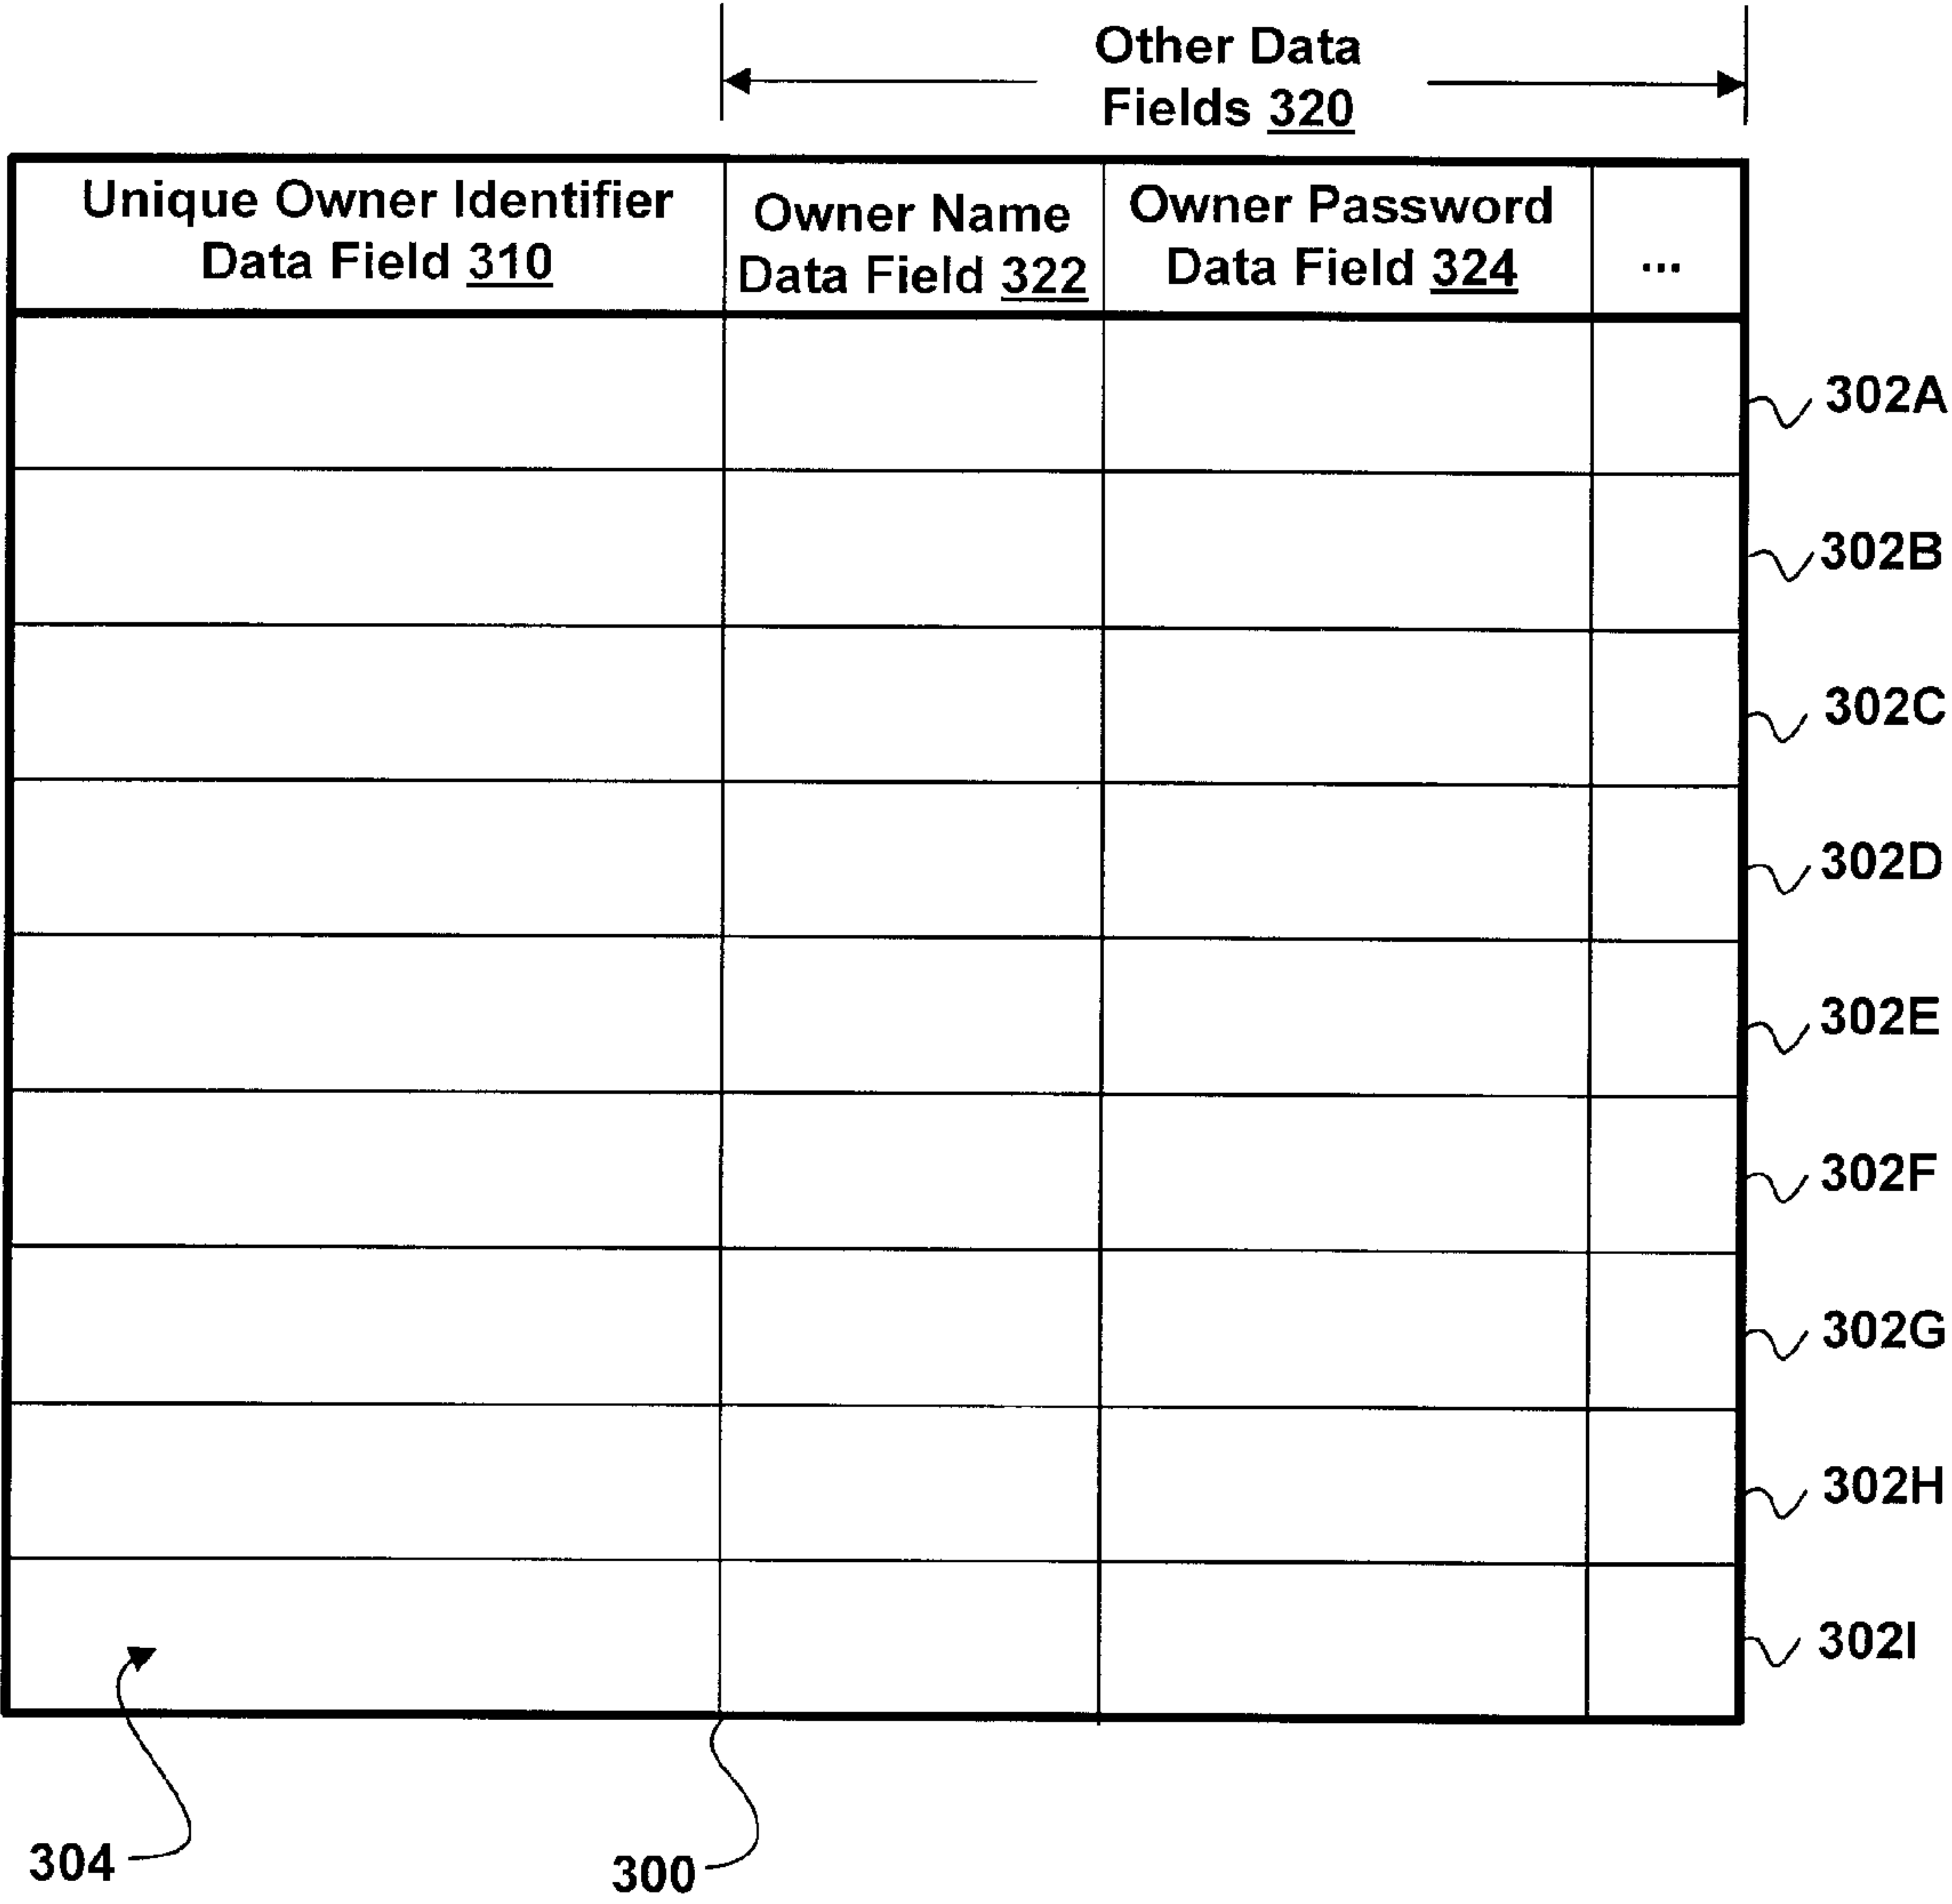 Other Data
Fields 320
Unique Owner Identifier
Data Field 310
Owner Name
Data Field 322
Owner Password
Data Field 324
...
302A
302B
302C
302D
302E
302F
302G
302H
302I
304
300